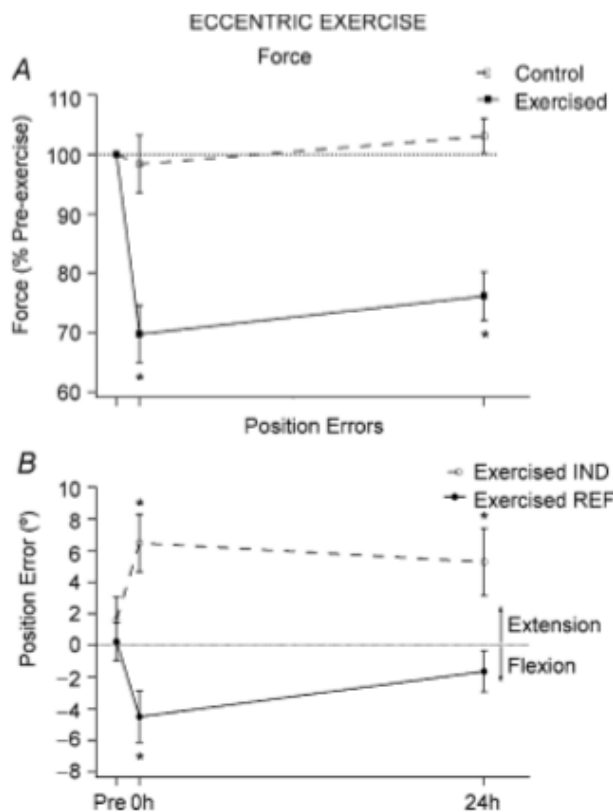 ECCENTRIC EXERCISE
A
Force
Control
Exercised
Force (% Pre-exercise)
110
100
90
80
70
60
*
*
Position Errors
B
Exercised IND
Exercised REF
Position Error (º)
10
8
6
4
2
0
−2
−4
−6
−8
*
*
*
Extension
Flexion
Pre 0h
24h